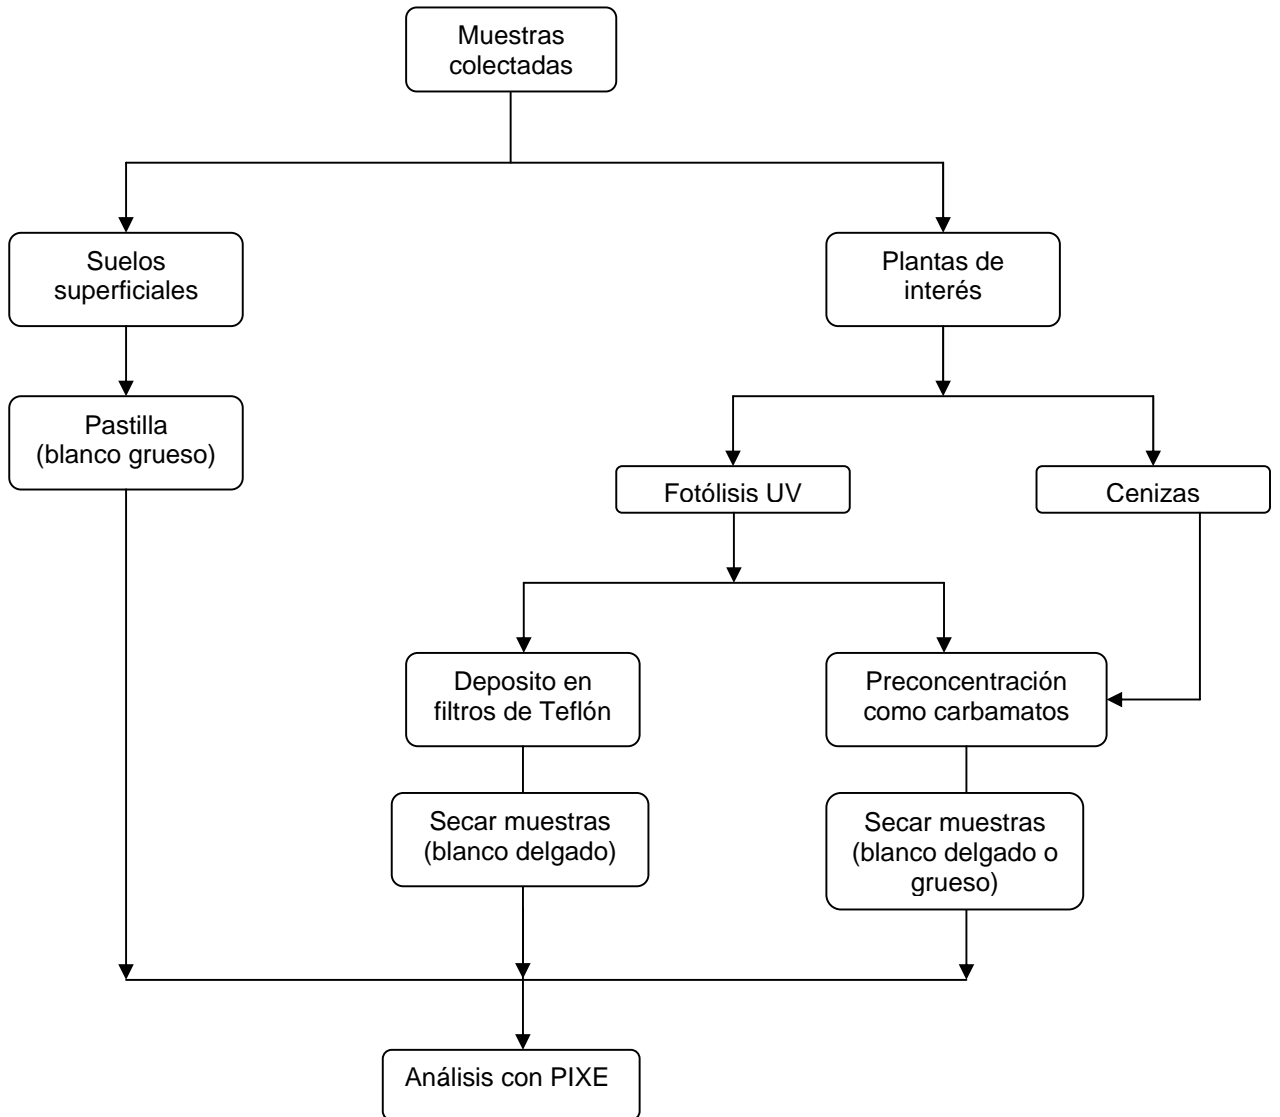 Muestras
colectadas
Suelos
superficiales
Plantas de
interés
Pastilla
(blanco grueso)
Fotólisis UV
Cenizas
Deposito en
filtros de Teflón
Preconcentración
como carbamatos
Secar muestras
(blanco delgado)
Secar muestras
(blanco delgado o
grueso)
Análisis con PIXE